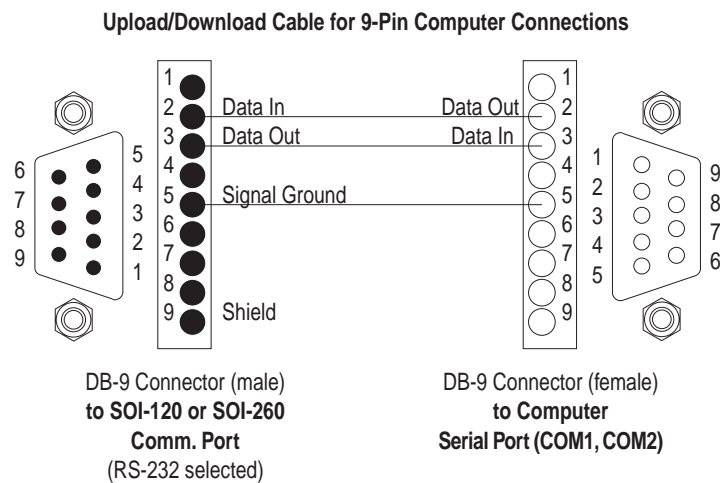 Upload/Download Cable for 9-Pin Computer Connections
1 1
2 Data In Data Out 2
3 Data Out Data In 3
4 4
5 Signal Ground 5
6 6
7 7
8 8
9 Shield 9
6 5
7 4
8 3
9 2
1
1 9
2 8
3 7
4 6
5
DB-9 Connector (male)
to SOI-120 or SOI-260
Comm. Port
(RS-232 selected)
DB-9 Connector (female)
to Computer
Serial Port (COM1, COM2)